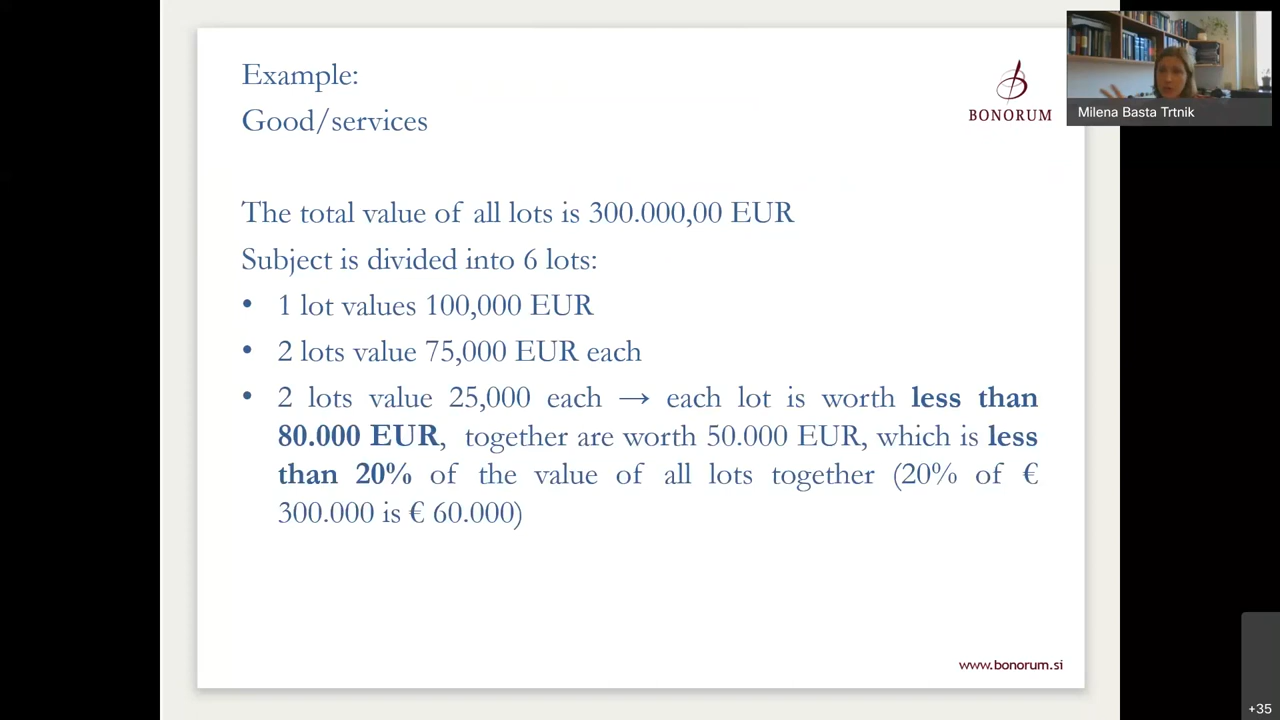 Example:
Good/services
BONORUM
Milena Basta Trtnik
The total value of all lots is 300.000,00 EUR
Subject is divided into 6 lots:
• 1 lot values 100,000 EUR
• 2 lots value 75,000 EUR each
• 2 lots value 25,000 each → each lot is worth less than
80.000 EUR, together are worth 50.000 EUR, which is less
than 20% of the value of all lots together (20% of €
300.000 is € 60.000)
www.bonorum.si
+35